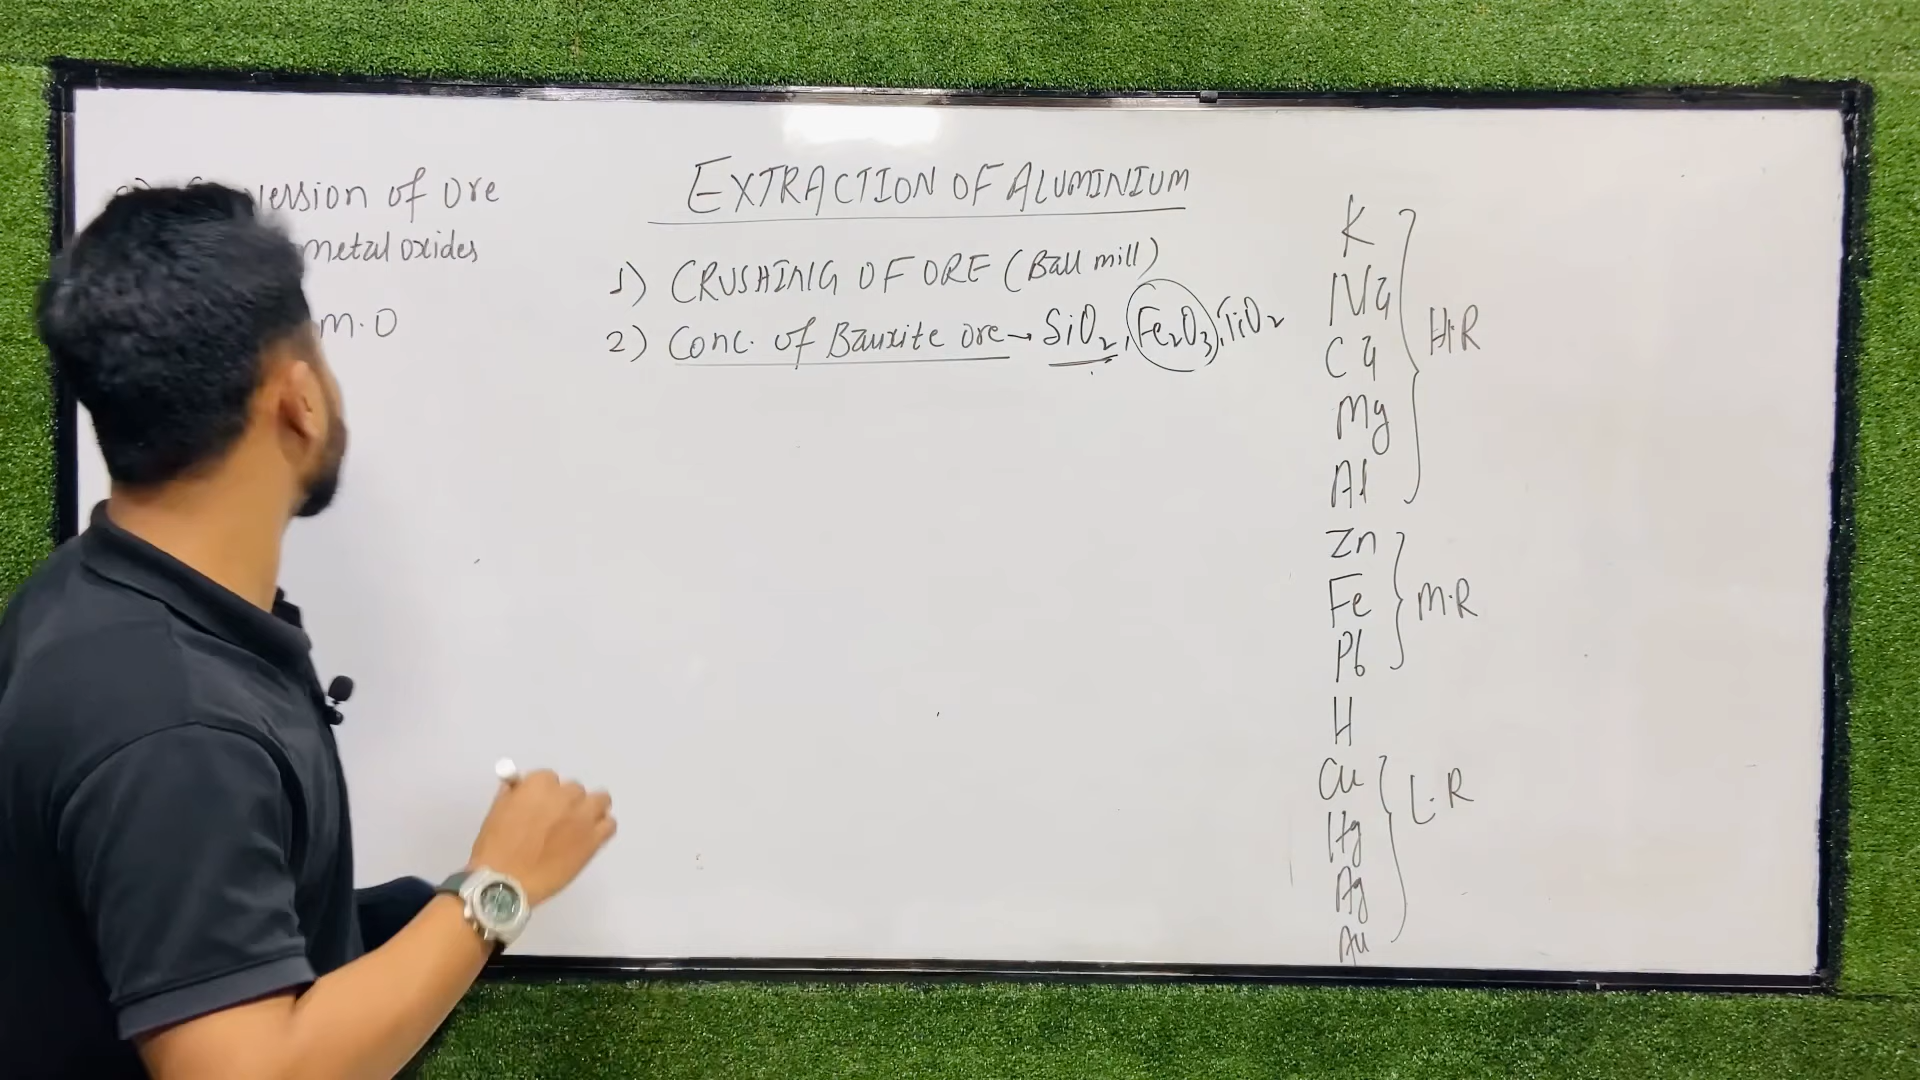 version of ore
metal oxides
m.O
EXTRACTION OF ALUMINIUM
1) CRUSHING OF ORE (Ball mill)
2) Conc. of Bauxite ore → SiO₂, Fe₂O₃, TiO₂
K
Na
Ca
Mg
Al
H.R
Zn
Fe
Pb
M.R
H
Cu
Hg
Ag
Au
L.R